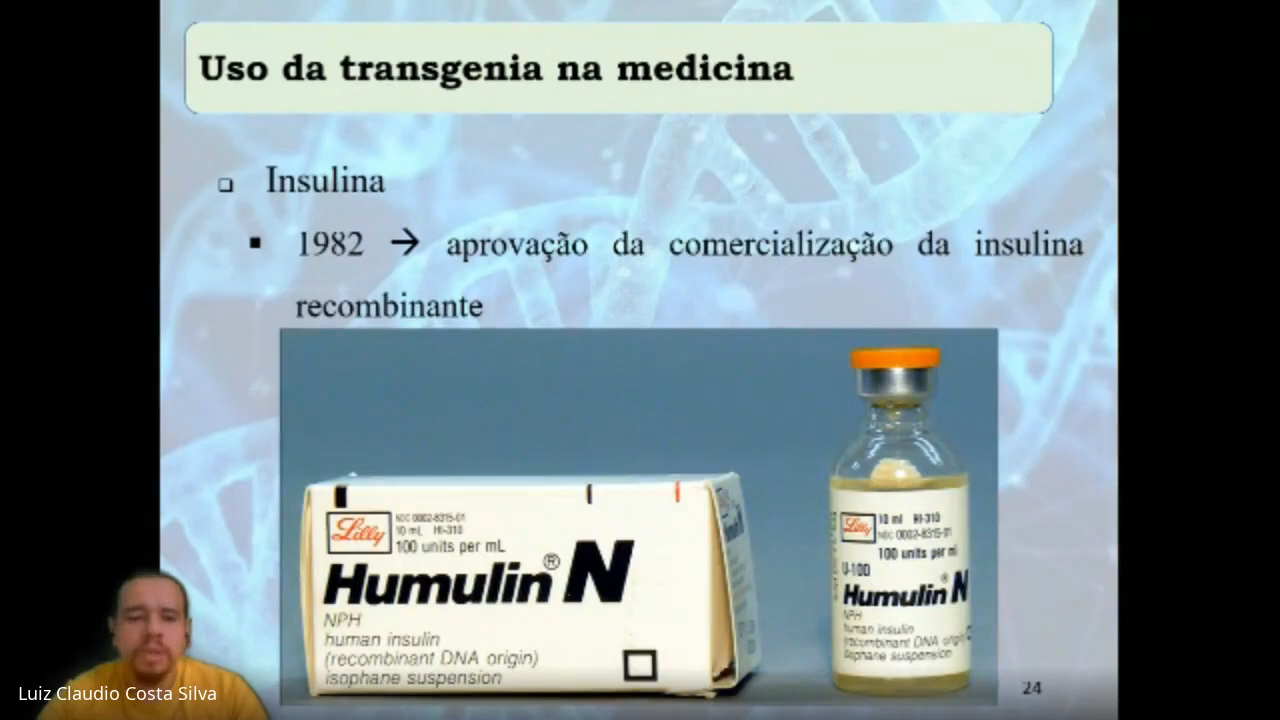 Uso da transgenia na medicina
❑ Insulina
▪ 1982 → aprovação da comercialização da insulina
recombinante
Lilly
NDC 0002-8315-01
10 mL HI-310
100 units per mL
Humulin® N
NPH
human insulin
(recombinant DNA origin)
isophane suspension
Lilly
10 ml HI-310
NDC 0002-8315-01
100 units per ml
U-100
Humulin® N
NPH
human insulin
(recombinant DNA origin)
isophane suspension
24
Luiz Claudio Costa Silva